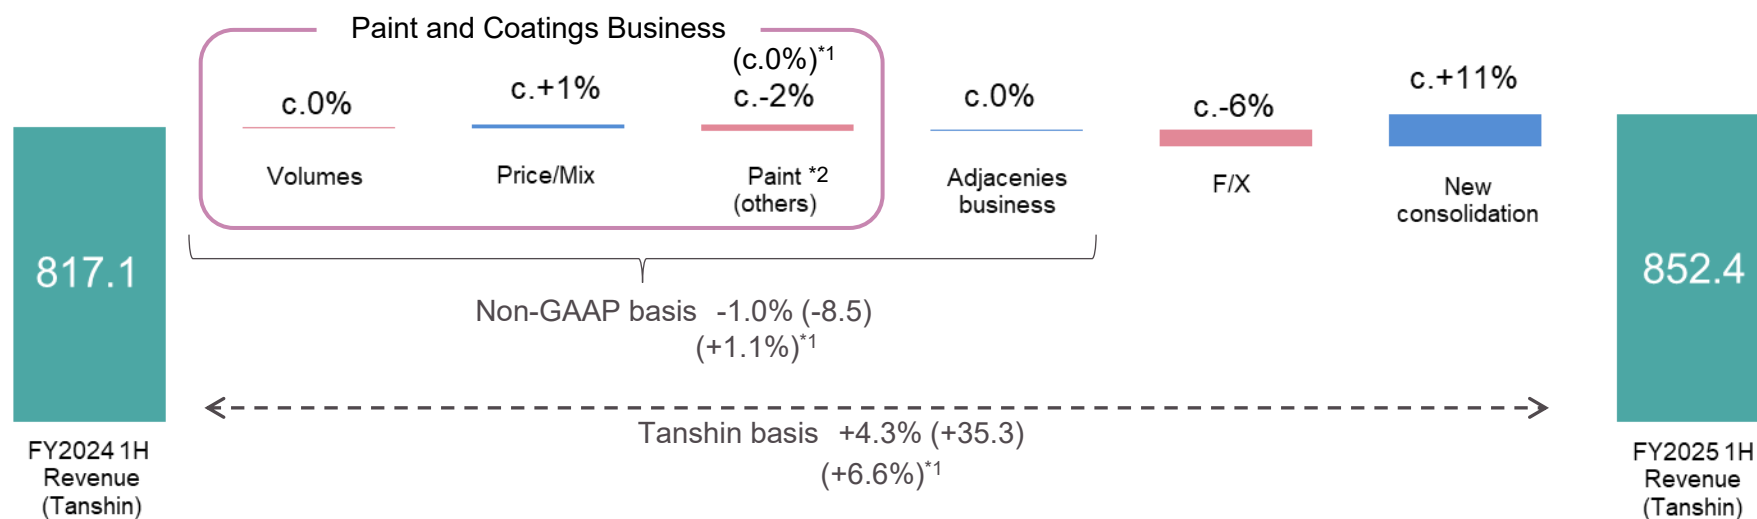 Paint and Coatings Business
(c.0%)*1
c.0%
c.+1%
c.-2%
c.0%
c.-6%
c.+11%
Volumes
Price/Mix
Paint *2
(others)
Adjacenies
business
F/X
New
consolidation
817.1
852.4
Non-GAAP basis -1.0% (-8.5)
(+1.1%)*1
Tanshin basis +4.3% (+35.3)
(+6.6%)*1
FY2024 1H
Revenue
(Tanshin)
FY2025 1H
Revenue
(Tanshin)